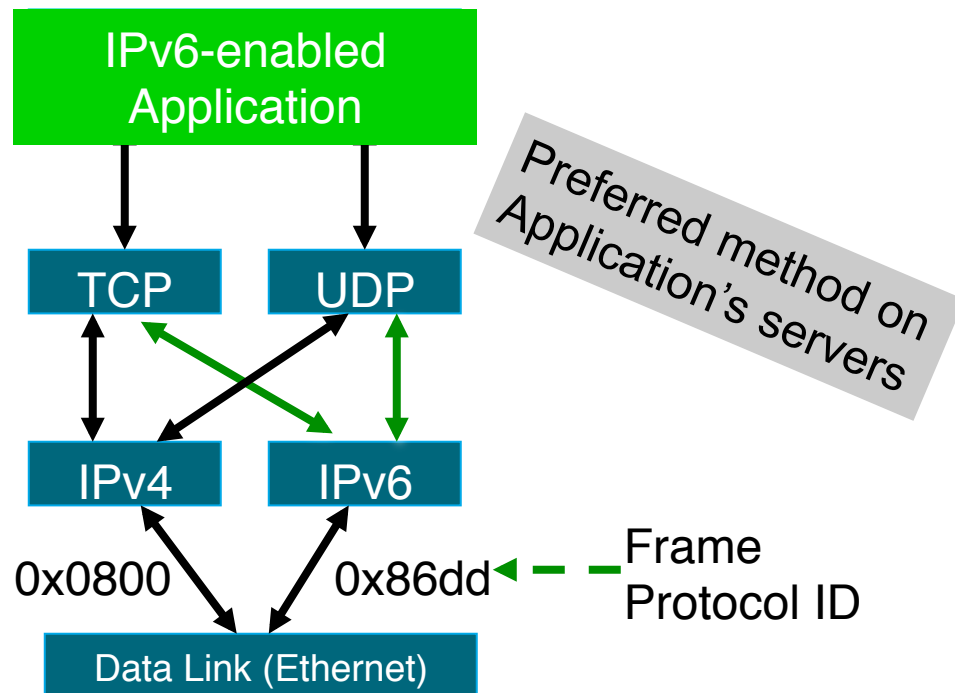 IPv6-enabled
Application
Preferred method on
Application’s servers
TCP
UDP
IPv4
IPv6
0x0800
0x86dd
Frame
Protocol ID
Data Link (Ethernet)